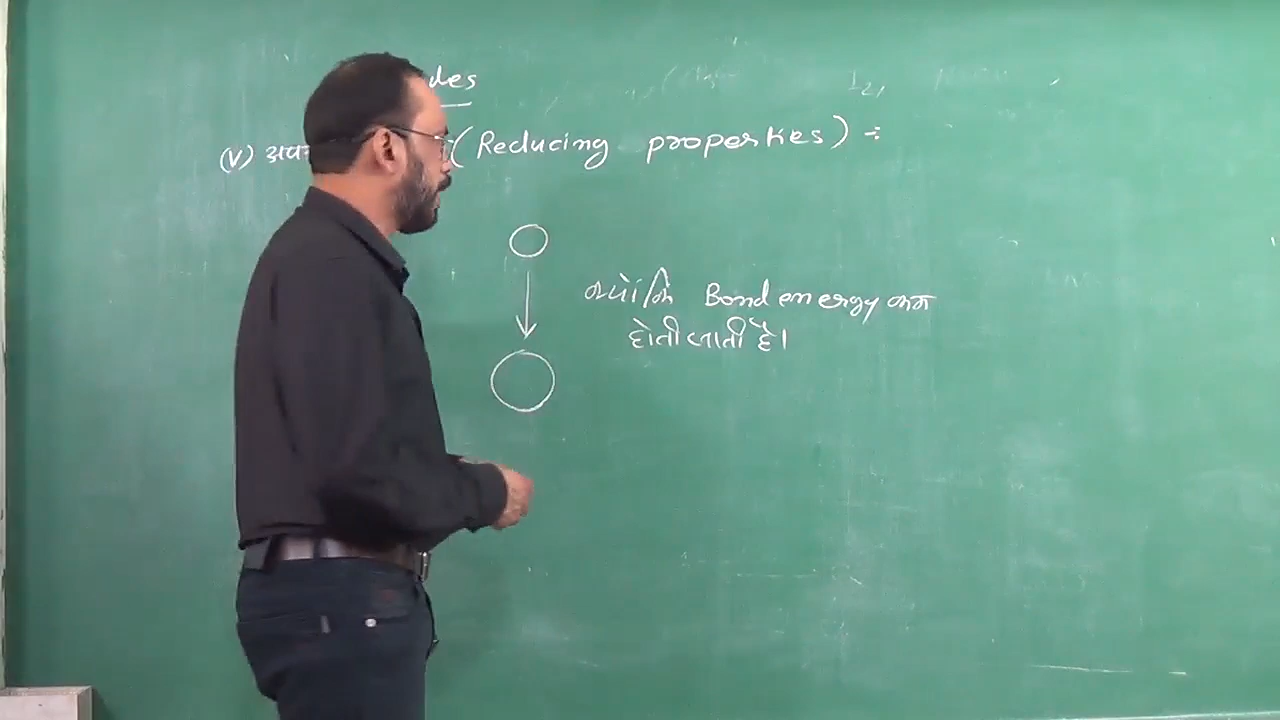 des
(V) अप (Reducing properties) ÷
क्योंकि Bond energy कम
होती जाती है।